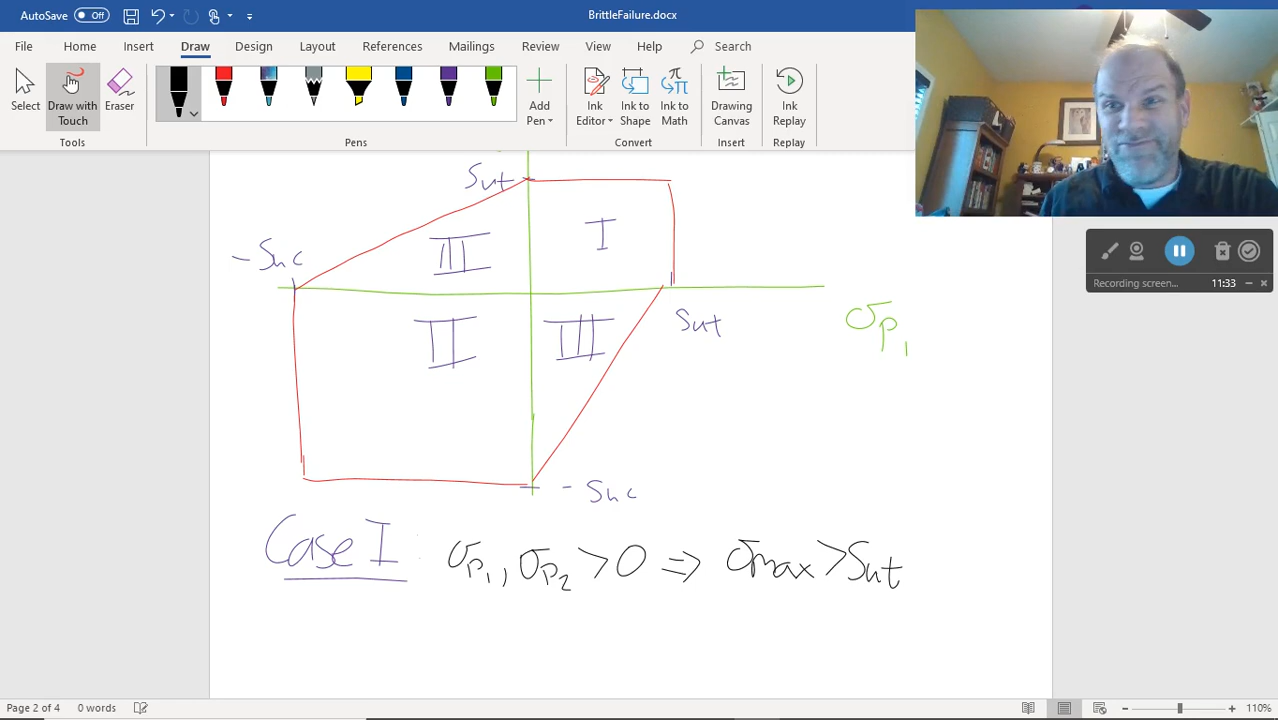 AutoSave Off BrittleFailure.docx
File Home Insert Draw Design Layout References Mailings Review View Help Search
Select Draw with Touch Eraser Add Pen Ink Editor Ink to Shape Ink to Math Drawing Canvas Ink Replay
Tools Pens Convert Insert Replay
Sut
I
III
-Suc
Recording screen... 11:33
II
III
Sut
σp1
-Suc
Case I σp1, σp2 > 0 ⇒ σmax > Sut
Page 2 of 4 0 words 110%